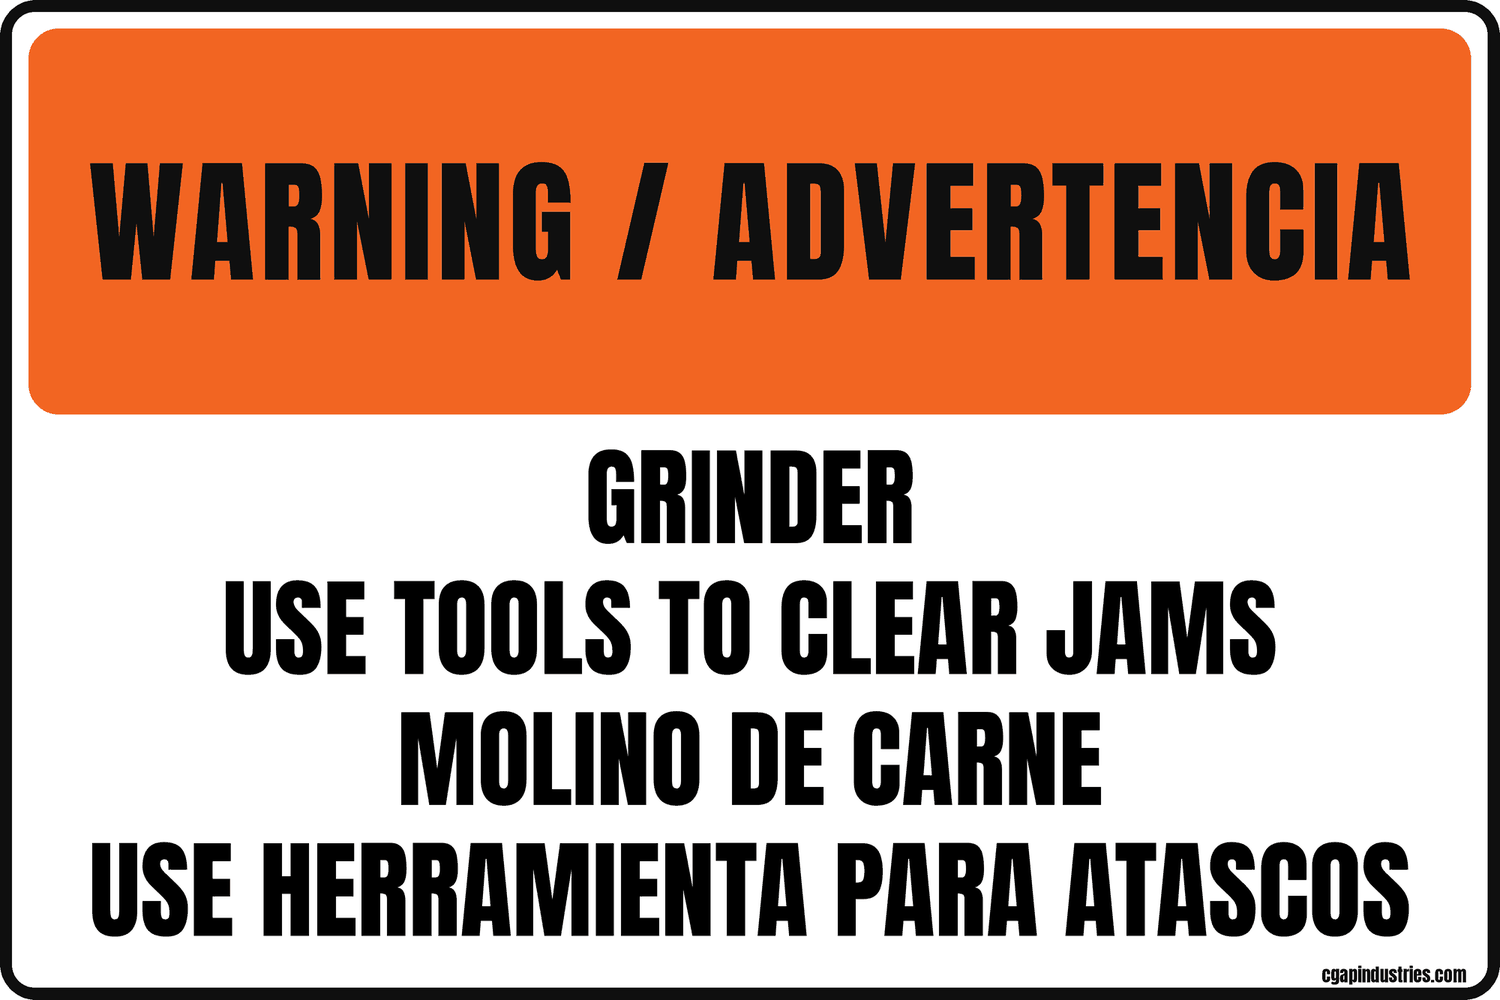 WARNING / ADVERTENCIA
GRINDER
USE TOOLS TO CLEAR JAMS
MOLINO DE CARNE
USE HERRAMIENTA PARA ATASCOS
cgapindustries.com